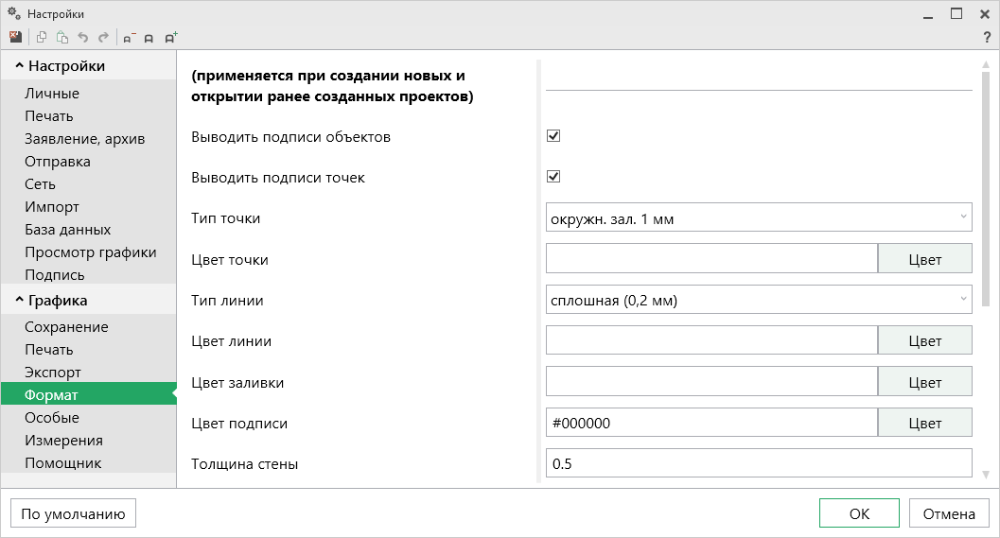 Настройки
?
Настройки
Личные
Печать
Заявление, архив
Отправка
Сеть
Импорт
База данных
Просмотр графики
Подпись
Графика
Сохранение
Печать
Экспорт
Формат
Особые
Измерения
Помощник
(применяется при создании новых и
открытии ранее созданных проектов)
Выводить подписи объектов
Выводить подписи точек
Тип точки
окружн. зал. 1 мм
Цвет точки
Цвет
Тип линии
сплошная (0,2 мм)
Цвет линии
Цвет
Цвет заливки
Цвет
Цвет подписи
#000000
Цвет
Толщина стены
0.5
По умолчанию
ОК
Отмена